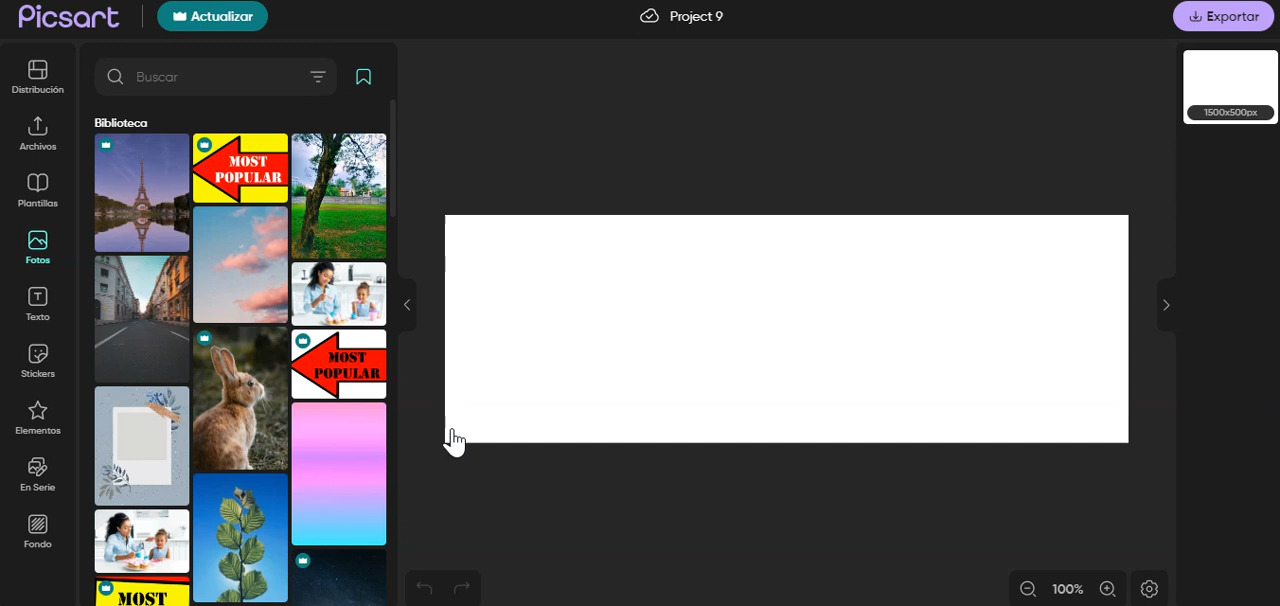 Picsart
Actualizar
Project 9
Exportar
Distribución
Archivos
Plantillas
Fotos
Texto
Stickers
Elementos
En Serie
Fondo
Buscar
Biblioteca
MOST
POPULAR
MOST
POPULAR
MOST
1500x500px
100%